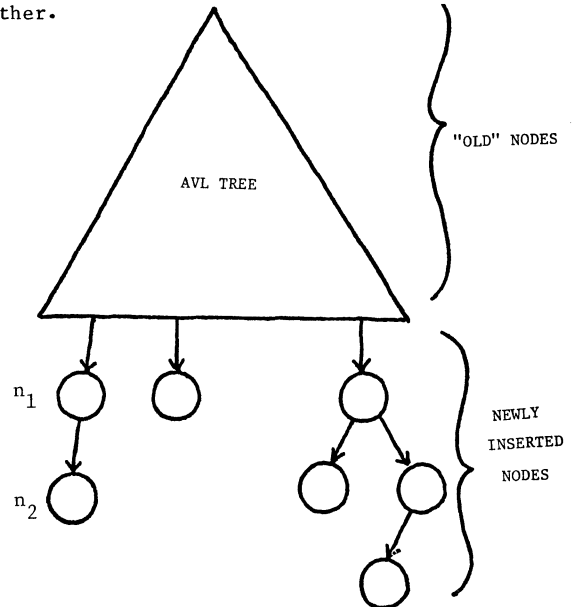 ther.
"OLD" NODES
AVL TREE
n1
NEWLY
INSERTED
NODES
n2